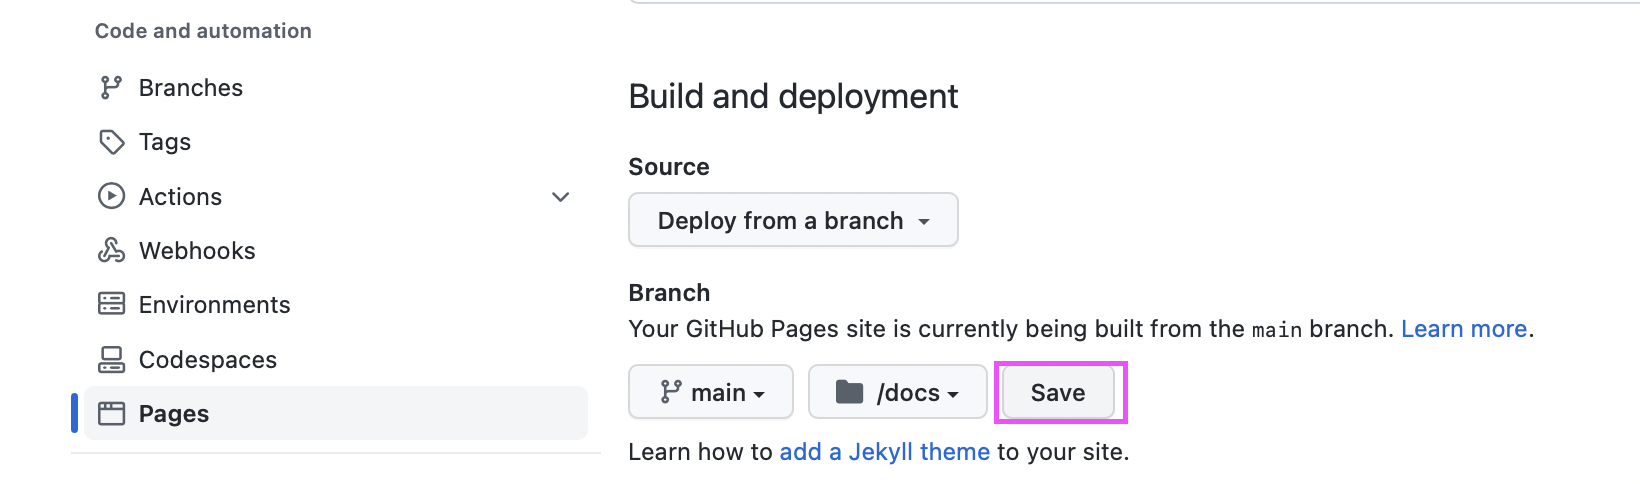 Code and automation
Branches
Tags
Actions
Webhooks
Environments
Codespaces
Pages
Build and deployment
Source
Deploy from a branch
Branch
Your GitHub Pages site is currently being built from the main branch. Learn more.
main /docs Save
Learn how to add a Jekyll theme to your site.